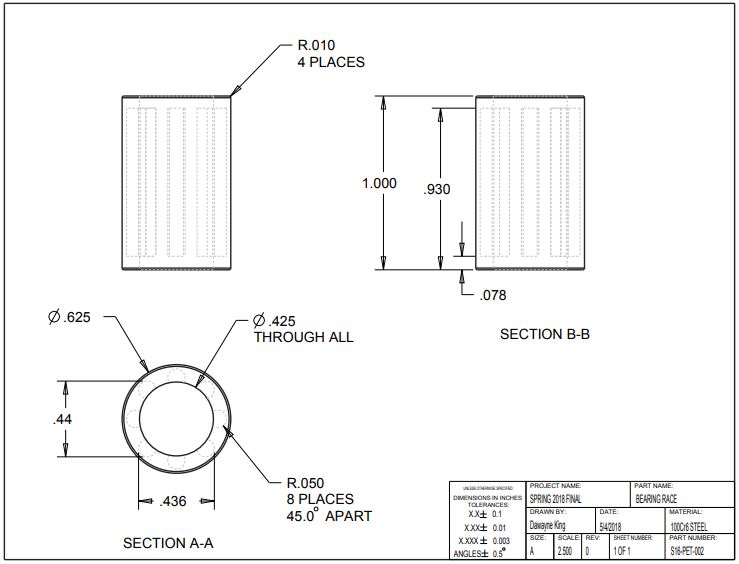 R.010
4 PLACES
1.000
.930
.078
SECTION B-B
Ø.625
Ø.425
THROUGH ALL
.44
.436
R.050
8 PLACES
45.0° APART
SECTION A-A
UNLESS OTHERWISE SPECIFIED
DIMENSIONS IN INCHES
TOLERANCES:
X.X± 0.1
X.XX± 0.01
X.XXX± 0.003
ANGLES± 0.5°
PROJECT NAME:
SPRING 2018 FINAL
PART NAME:
BEARING RACE
DRAWN BY:
Dawayne King
DATE:
5/4/2018
MATERIAL:
100Cr6 STEEL
SIZE:
A
SCALE:
2.500
REV:
0
SHEET NUMBER:
1 OF 1
PART NUMBER:
S16-PET-002